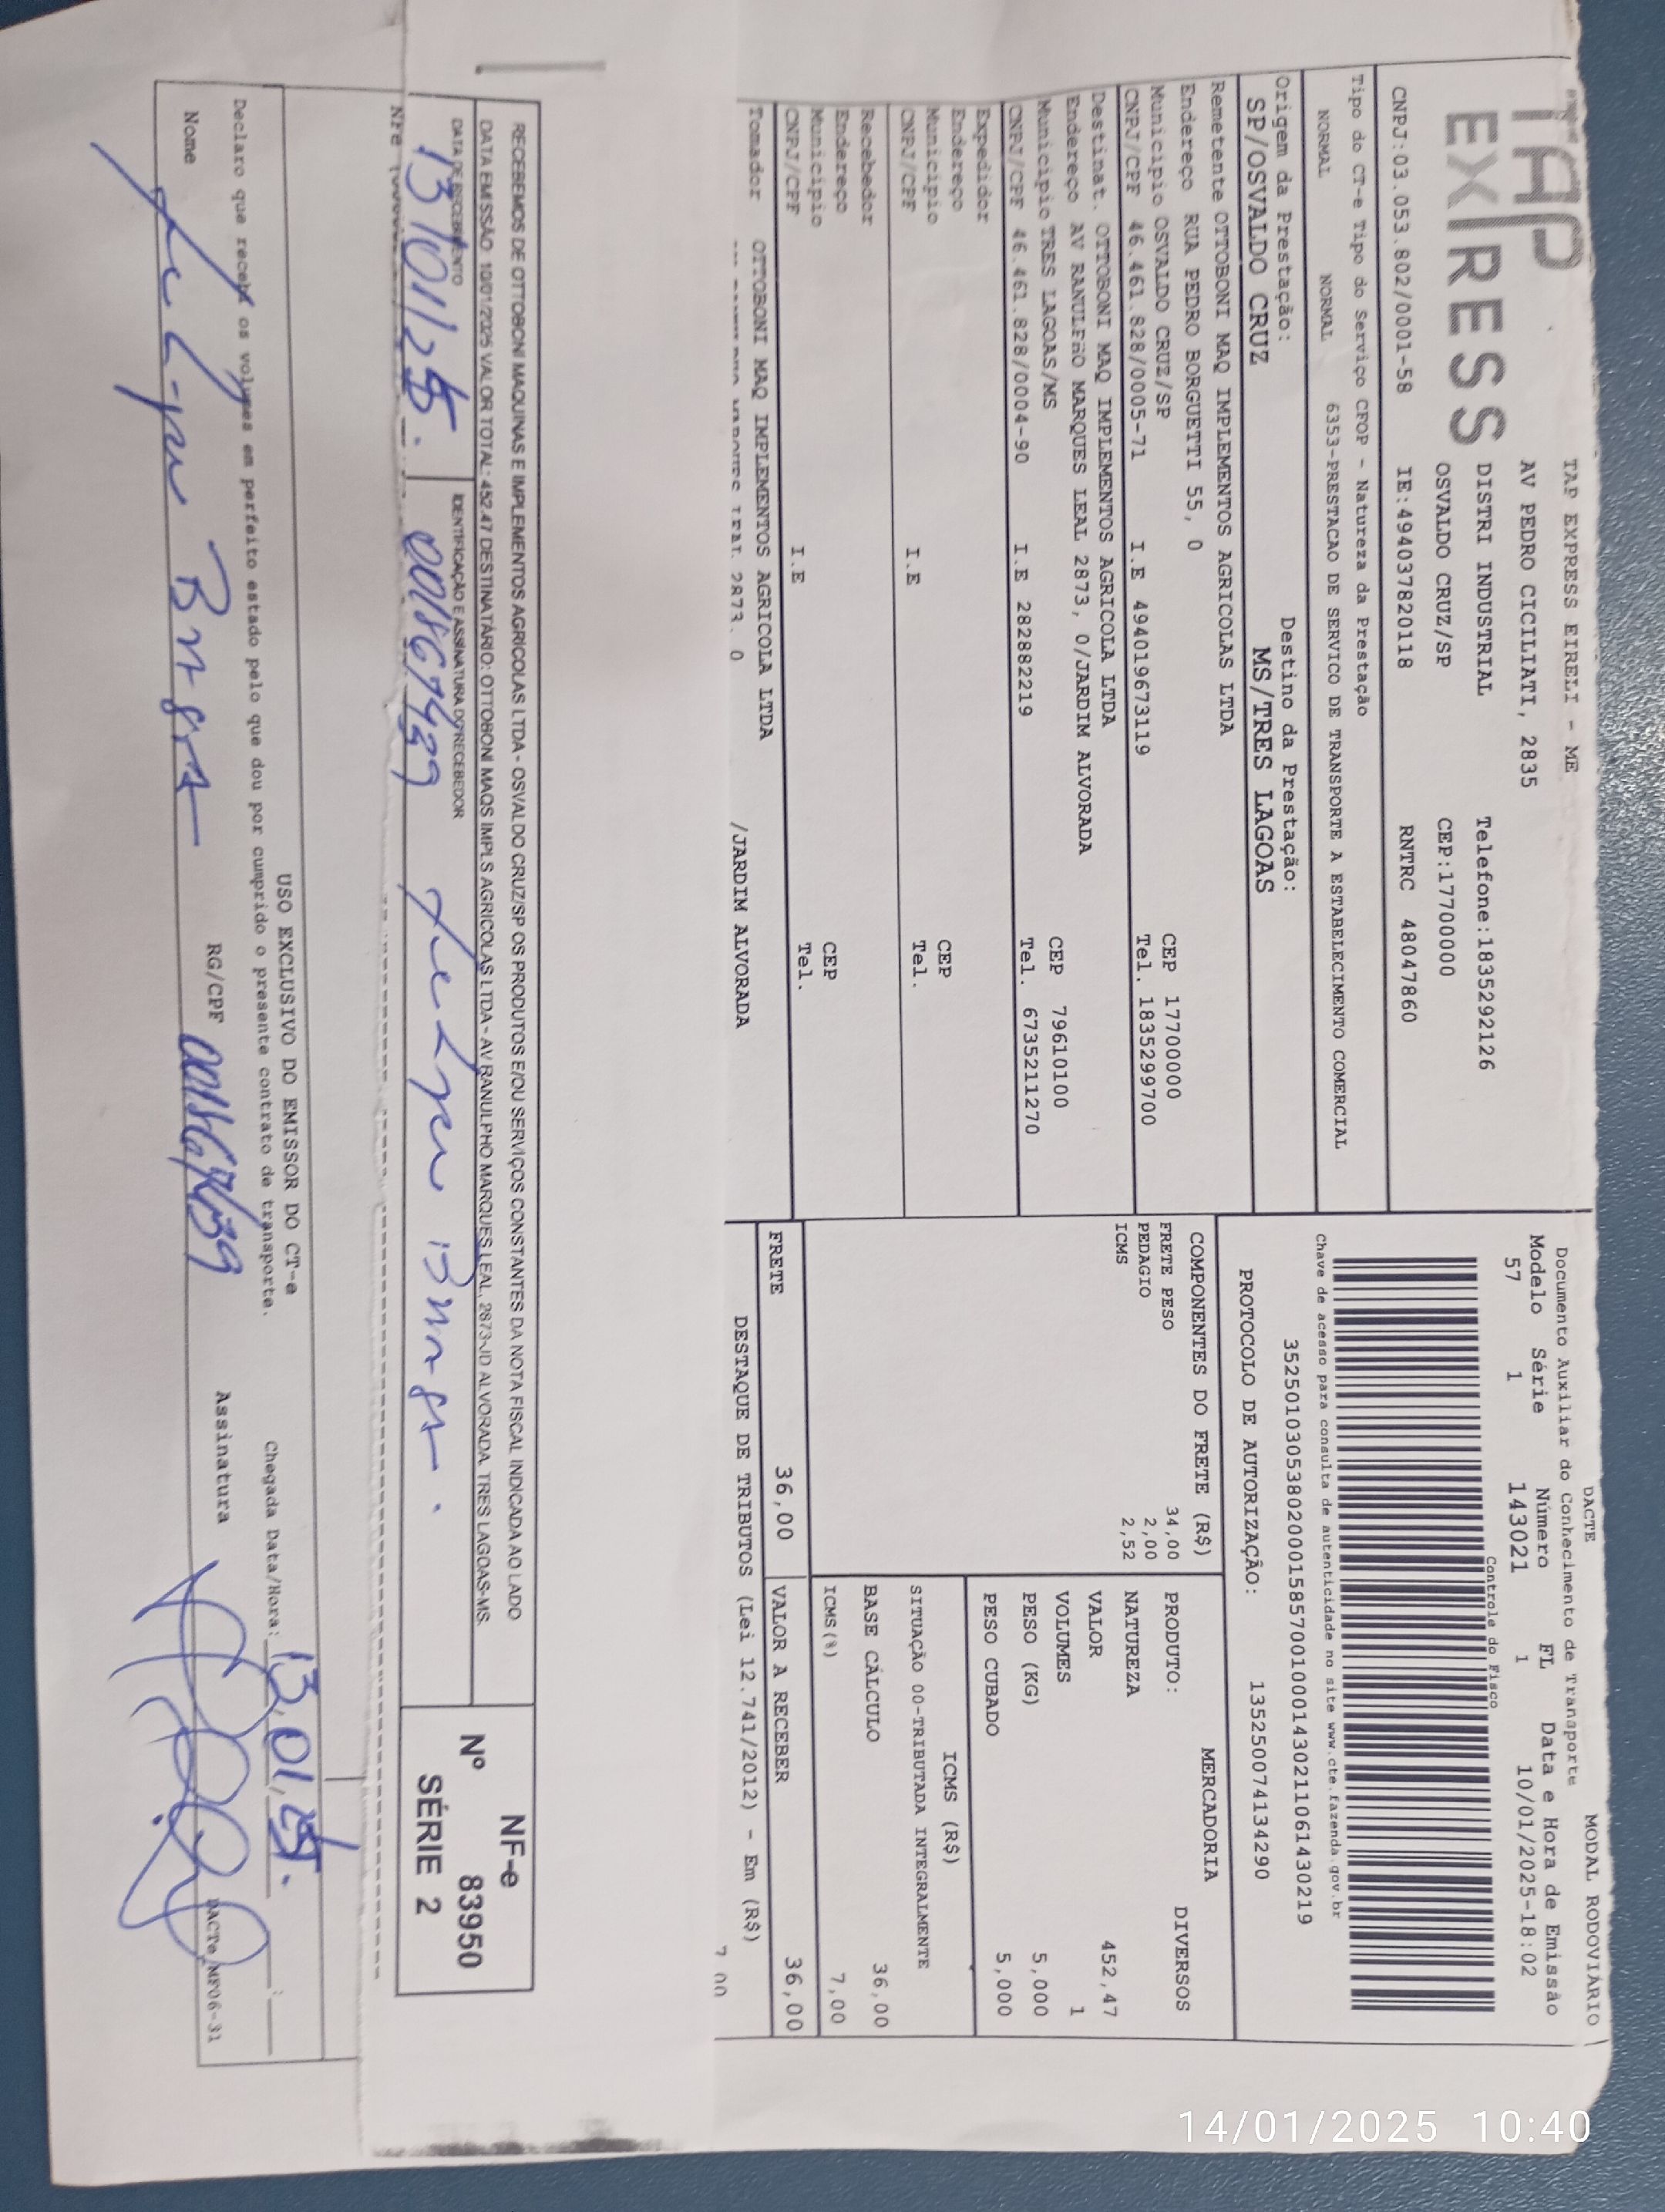 DACTE
MODAL RODOVIÁRIO
TAP
EXPRESS
TAP EXPRESS EIRELI - ME
AV PEDRO CICILIATI, 2835
DISTRI INDUSTRIAL Telefone:1835292126
OSVALDO CRUZ/SP CEP:17700000
CNPJ:03.053.802/0001-58 IE:494037820118 RNTRC 48047860
Documento Auxiliar do Conhecimento de Transporte
Modelo Série Número FL Data e Hora de Emissão
57 1 143021 1 10/01/2025-18:02
Controle do Fisco
Chave de acesso para consulta de autenticidade no site www.cte.fazenda.gov.br
35250103053802000158570010001430211061430219
PROTOCOLO DE AUTORIZAÇÃO: 135250074134290
Tipo do CT-e Tipo do Serviço CFOP - Natureza da Prestação
NORMAL NORMAL 6353-PRESTACAO DE SERVICO DE TRANSPORTE A ESTABELECIMENTO COMERCIAL
Origem da Prestação: Destino da Prestação:
SP/OSVALDO CRUZ MS/TRES LAGOAS
Remetente OTTOBONI MAQ IMPLEMENTOS AGRICOLAS LTDA
Endereço RUA PEDRO BORGUETTI 55, 0
Municipio OSVALDO CRUZ/SP CEP 17700000
CNPJ/CPF 46.461.828/0005-71 I.E 494019673119 Tel. 1835299700
Destinat. OTTOBONI MAQ IMPLEMENTOS AGRICOLA LTDA
Endereço AV RANULFHO MARQUES LEAL 2873, 0/JARDIM ALVORADA
Municipio TRES LAGOAS/MS CEP 79610100
CNPJ/CPF 46.461.828/0004-90 I.E 282882219 Tel. 673521‌1270
Expedidor
Endereço
Municipio CEP
CNPJ/CPF I.E Tel.
Recebedor
Endereço
Municipio CEP
CNPJ/CPF I.E Tel.
Tomador OTTOBONI MAQ IMPLEMENTOS AGRICOLA LTDA
MARQUES LEAL 2873, 0 /JARDIM ALVORADA
COMPONENTES DO FRETE (R$)
FRETE PESO 34,00
PEDAGIO 2,00
ICMS 2,52
MERCADORIA
PRODUTO: DIVERSOS
NATUREZA
VALOR 452,47
VOLUMES 1
PESO (KG) 5,000
PESO CUBADO 5,000
ICMS (R$)
SITUAÇÃO 00-TRIBUTADA INTEGRALMENTE
BASE CÁLCULO 36,00
ICMS(%) 7,00
FRETE 36,00 VALOR A RECEBER 36,00
DESTAQUE DE TRIBUTOS (Lei 12.741/2012) - Em (R$)
7,00
RECEBEMOS DE OTTOBONI MAQUINAS E IMPLEMENTOS AGRICOLAS LTDA - OSVALDO CRUZ/SP OS PRODUTOS E/OU SERVIÇOS CONSTANTES DA NOTA FISCAL INDICADA AO LADO
DATA EMISSÃO: 10/01/2025 VALOR TOTAL: 452.47 DESTINATÁRIO: OTTOBONI MAQS IMPLS AGRICOLAS LTDA - AV RANULPHO MARQUES LEAL, 2873-JD ALVORADA. TRES LAGOAS-MS.
DATA DE RECEBIMENTO IDENTIFICAÇÃO E ASSINATURA DO RECEBEDOR
13/01/25.
NF-e
Nº 83950
SÉRIE 2
USO EXCLUSIVO DO EMISSOR DO CT-e
Declaro que recebi os volumes em perfeito estado pelo que dou por cumprido o presente contrato de transporte. Chegada Data/Hora: 13,01,25.
Nome RG/CPF Assinatura
DACTe_MF06-31
14/01/2025 10:40